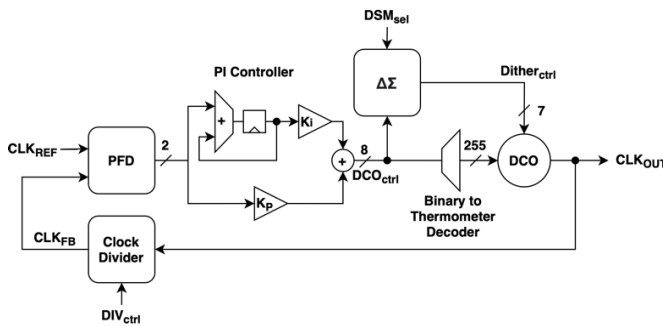 DSMsel
PI Controller
ΔΣ
Ditherctrl
7
+
Ki
CLKREF
PFD
2
8
+
DCOctrl
255
DCO
CLKOUT
KP
Binary to
Thermometer
Decoder
CLKFB
Clock
Divider
DIVctrl